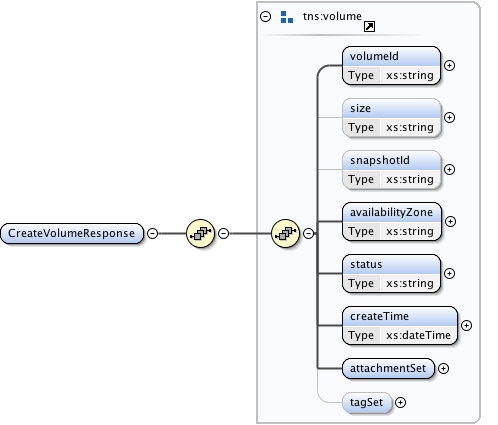 tns:volume
volumeId
Type xs:string
size
Type xs:string
snapshotId
Type xs:string
availabilityZone
Type xs:string
CreateVolumeResponse
status
Type xs:string
createTime
Type xs:dateTime
attachmentSet
tagSet